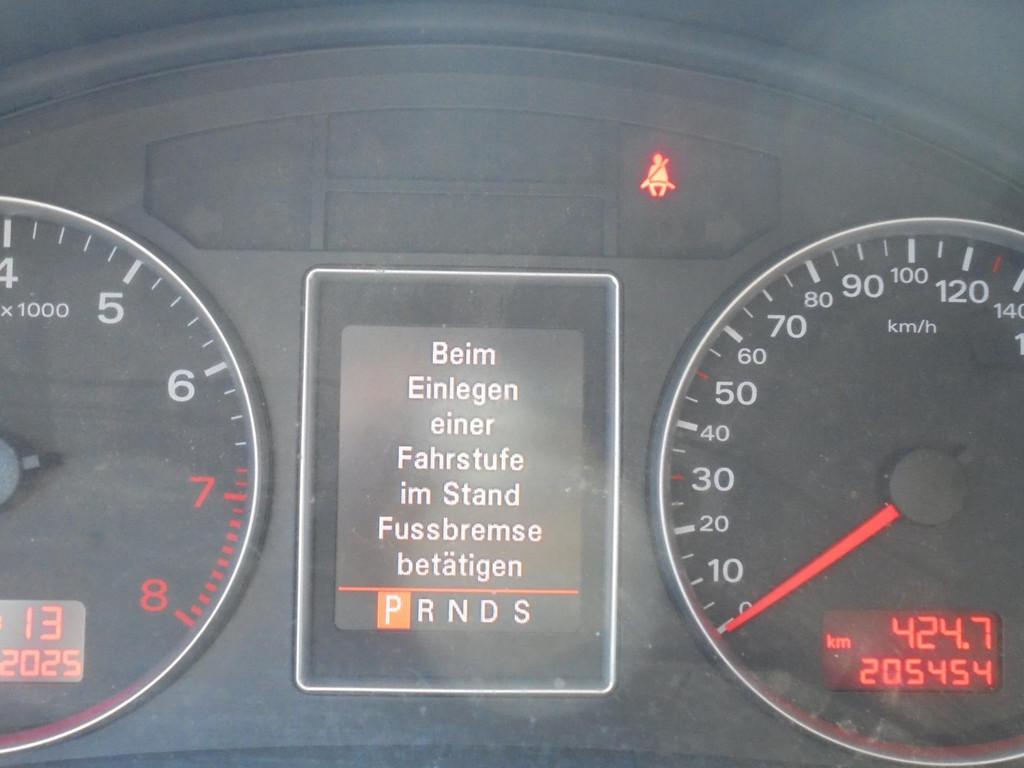 4
x 1000
5
6
7
8
13
2025
Beim
Einlegen
einer
Fahrstufe
im Stand
Fussbremse
betätigen
P R N D S
0
10
20
30
40
50
60
70
80
90
100
120
140
km/h
km 424.7
205454